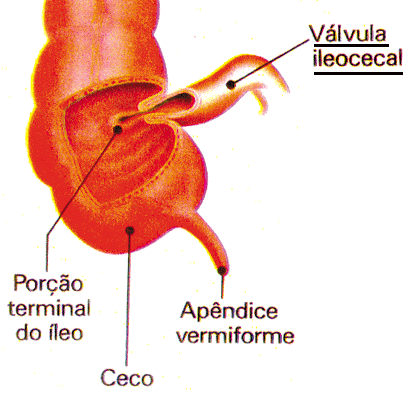 Válvula
ileocecal
Porção
terminal
do íleo
Apêndice
vermiforme
Ceco